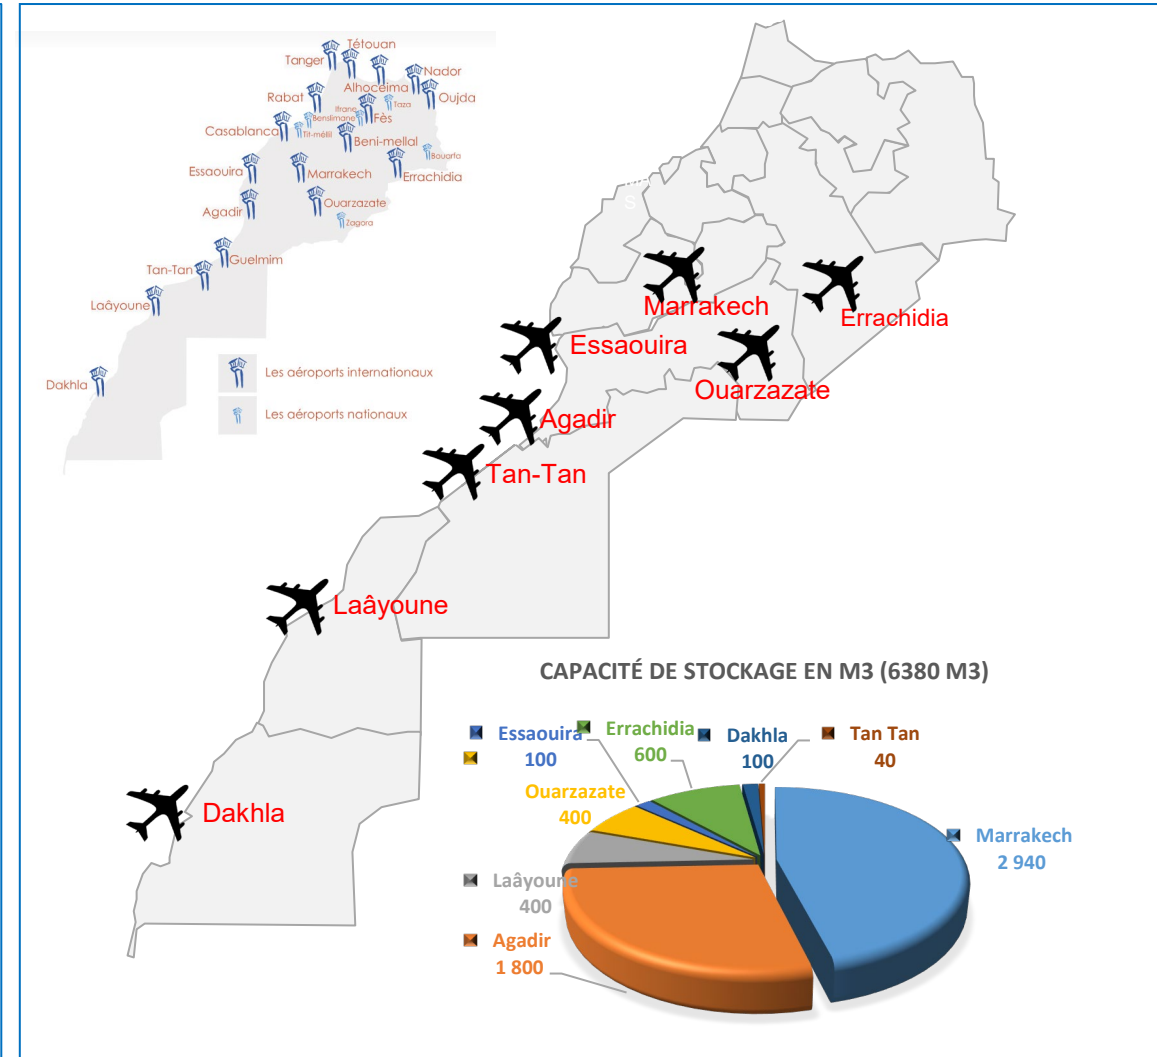 Tétouan
Tanger
Nador
Alhoceima
Oujda
Rabat
Taza
Ifrane
Benslimane
Fès
Casablanca
Tit-mélil
Beni-mellal
Bouarfa
Essaouira
Marrakech
Errachidia
Agadir
Ouarzazate
Zagora
Guelmim
Tan-Tan
Laâyoune
Dakhla
Les aéroports internationaux
Les aéroports nationaux
Marrakech
Errachidia
Essaouira
Ouarzazate
Agadir
Tan-Tan
Laâyoune
Dakhla
CAPACITÉ DE STOCKAGE EN M3 (6380 M3)
Essaouira
100
Errachidia
600
Dakhla
100
Tan Tan
40
Ouarzazate
400
Marrakech
2 940
Laâyoune
400
Agadir
1 800